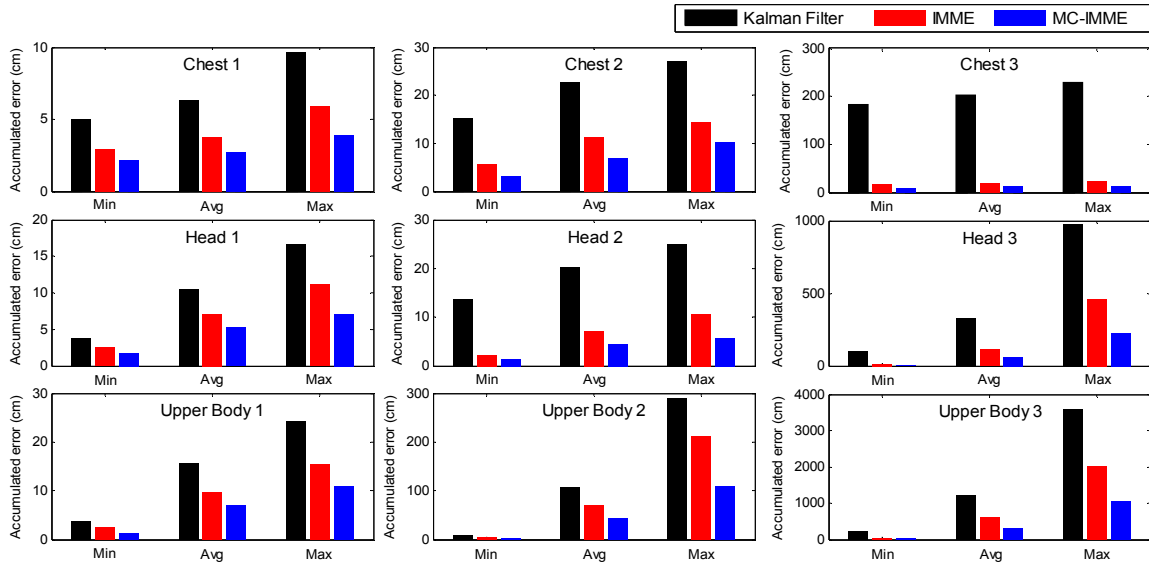 Kalman Filter IMME MC-IMME
Chest 1
Accumulated error (cm)
10
5
0
Min Avg Max
Chest 2
Accumulated error (cm)
30
20
10
0
Min Avg Max
Chest 3
Accumulated error (cm)
300
200
100
0
Min Avg Max
Head 1
Accumulated error (cm)
20
15
10
5
0
Min Avg Max
Head 2
Accumulated error (cm)
30
20
10
0
Min Avg Max
Head 3
Accumulated error (cm)
1000
500
0
Min Avg Max
Upper Body 1
Accumulated error (cm)
30
20
10
0
Min Avg Max
Upper Body 2
Accumulated error (cm)
300
200
100
0
Min Avg Max
Upper Body 3
Accumulated error (cm)
4000
3000
2000
1000
0
Min Avg Max